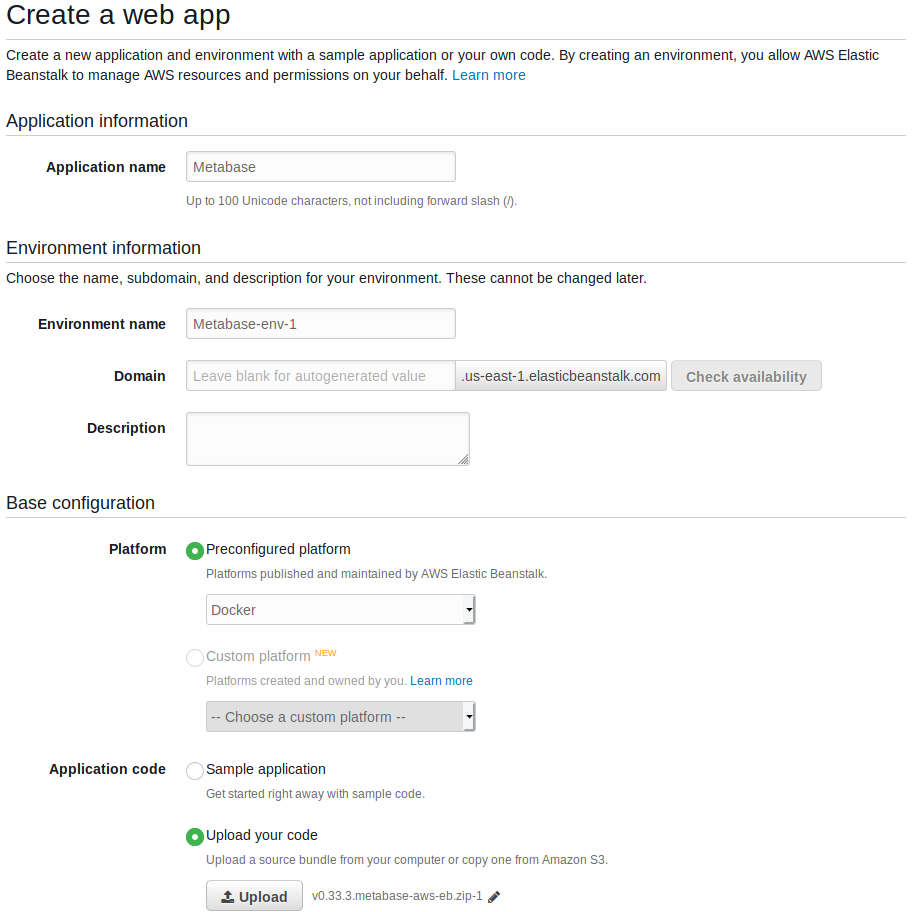 Create a web app
Create a new application and environment with a sample application or your own code. By creating an environment, you allow AWS Elastic
Beanstalk to manage AWS resources and permissions on your behalf. Learn more
Application information
Application name Metabase
Up to 100 Unicode characters, not including forward slash (/).
Environment information
Choose the name, subdomain, and description for your environment. These cannot be changed later.
Environment name Metabase-env-1
Domain Leave blank for autogenerated value .us-east-1.elasticbeanstalk.com Check availability
Description
Base configuration
Platform Preconfigured platform
Platforms published and maintained by AWS Elastic Beanstalk.
Docker
Custom platform NEW
Platforms created and owned by you. Learn more
-- Choose a custom platform --
Application code Sample application
Get started right away with sample code.
Upload your code
Upload a source bundle from your computer or copy one from Amazon S3.
Upload v0.33.3.metabase-aws-eb.zip-1